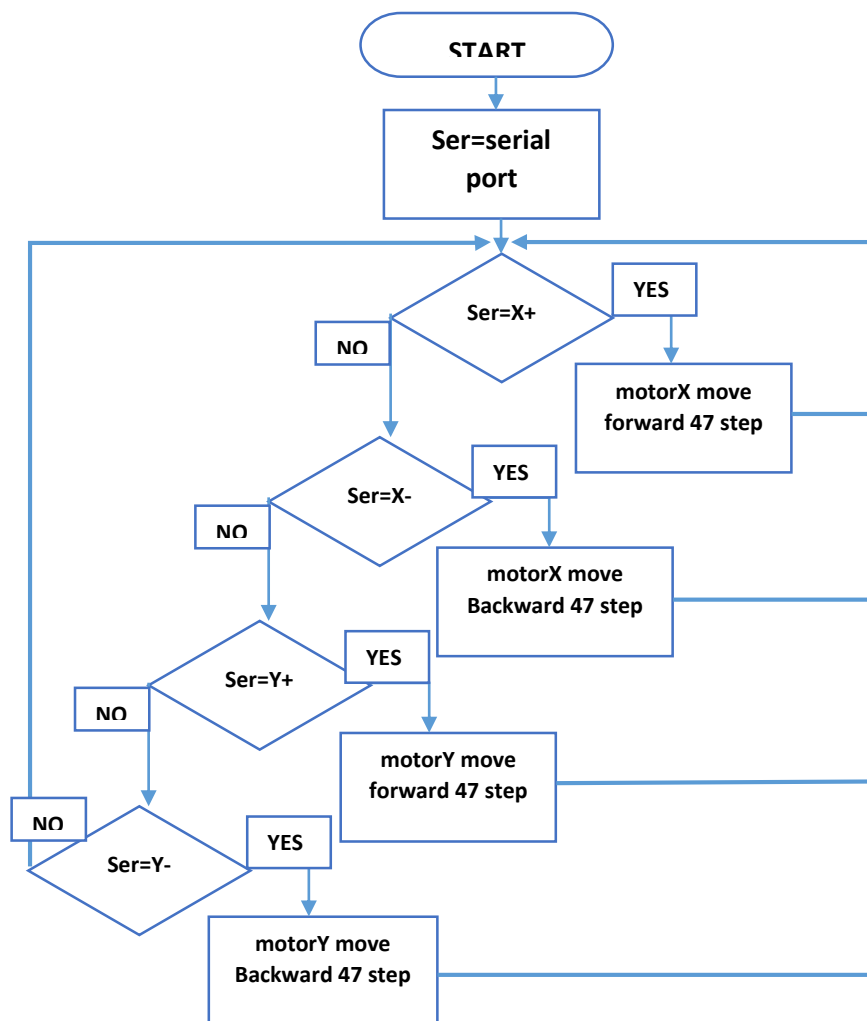 START
Ser=serial
port
Ser=X+
YES
NO
motorX move
forward 47 step
Ser=X-
YES
NO
motorX move
Backward 47 step
Ser=Y+
YES
NO
motorY move
forward 47 step
NO
Ser=Y-
YES
motorY move
Backward 47 step